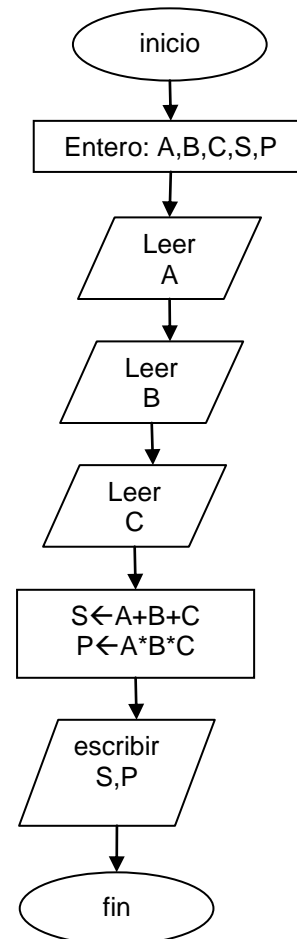 inicio
Entero: A,B,C,S,P
Leer
A
Leer
B
Leer
C
S←A+B+C
P←A*B*C
escribir
S,P
fin